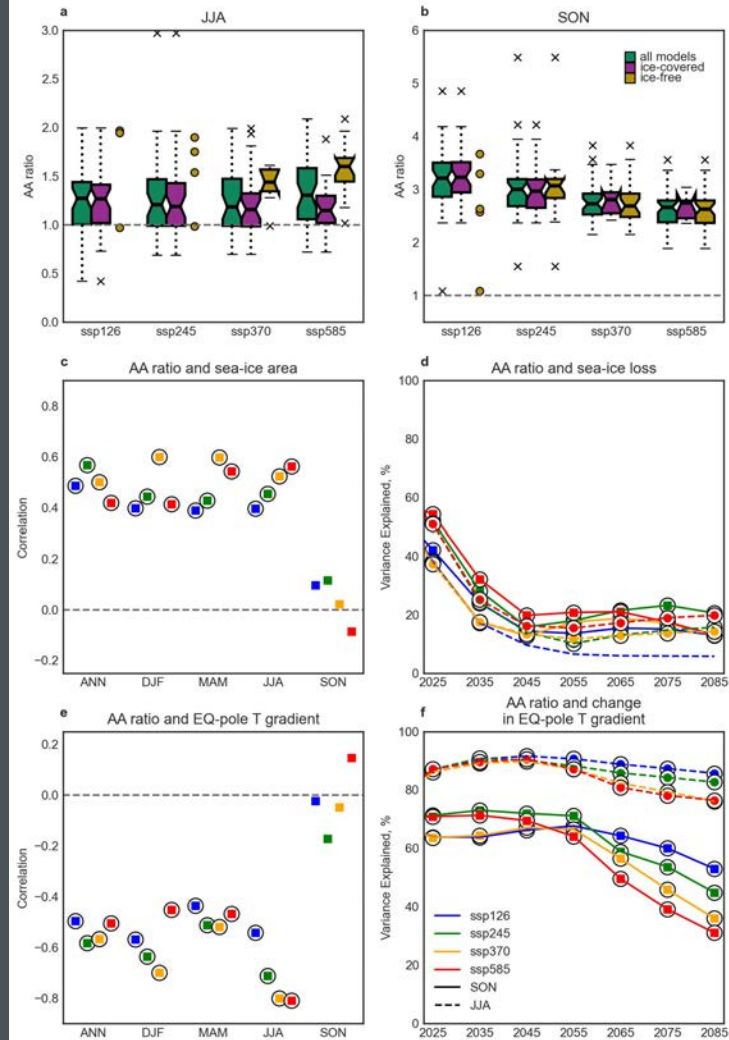 a
JJA
3.0
2.5
2.0
1.5
1.0
0.5
0.0
AA ratio
ssp126 ssp245 ssp370 ssp585
b
SON
6
5
4
3
2
1
AA ratio
all models
ice-covered
ice-free
ssp126 ssp245 ssp370 ssp585
c
AA ratio and sea-ice area
0.8
0.6
0.4
0.2
0.0
−0.2
Correlation
ANN DJF MAM JJA SON
d
AA ratio and sea-ice loss
100
80
60
40
20
0
Variance Explained, %
2025 2035 2045 2055 2065 2075 2085
e
AA ratio and EQ-pole T gradient
0.2
0.0
−0.2
−0.4
−0.6
−0.8
Correlation
ANN DJF MAM JJA SON
f
AA ratio and change
in EQ-pole T gradient
100
80
60
40
20
0
Variance Explained, %
ssp126
ssp245
ssp370
ssp585
SON
JJA
2025 2035 2045 2055 2065 2075 2085